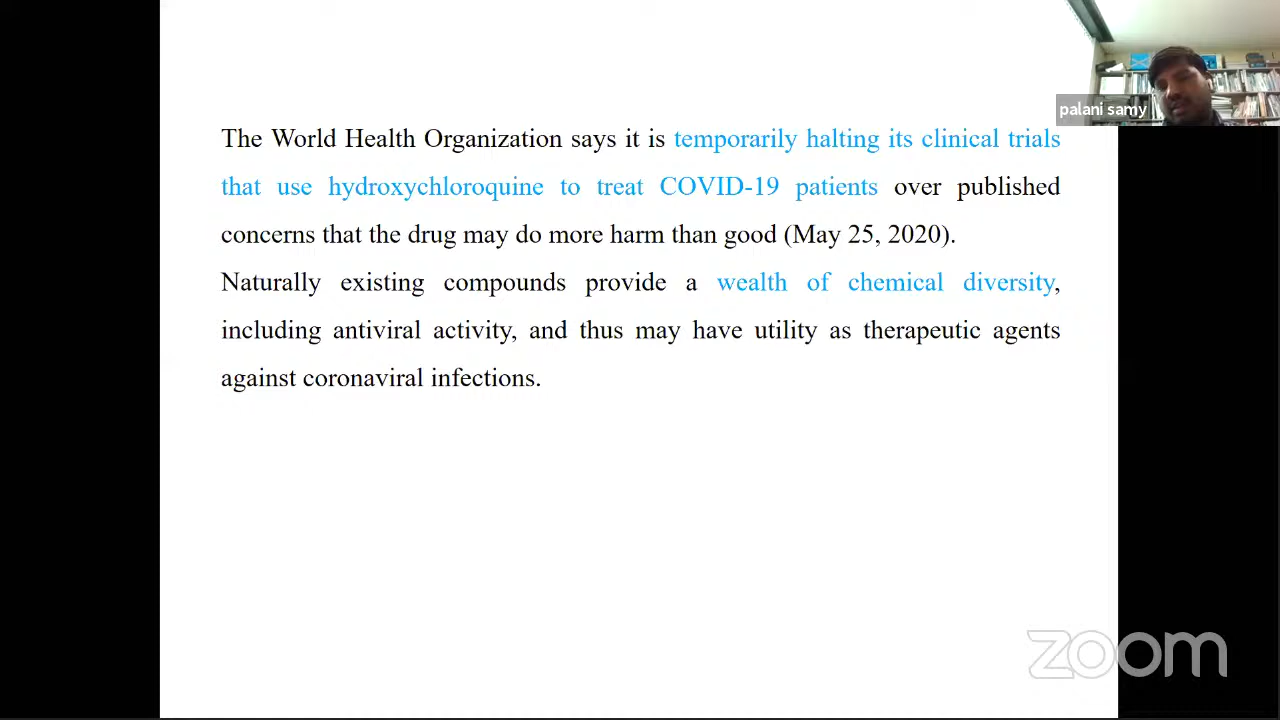 palani samy
The World Health Organization says it is temporarily halting its clinical trials
that use hydroxychloroquine to treat COVID-19 patients over published
concerns that the drug may do more harm than good (May 25, 2020).
Naturally existing compounds provide a wealth of chemical diversity,
including antiviral activity, and thus may have utility as therapeutic agents
against coronaviral infections.
zoom